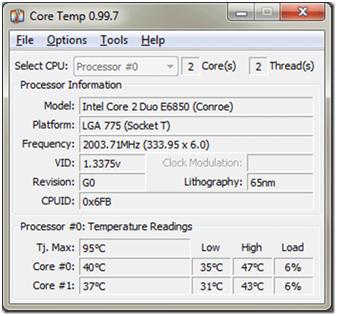 Core Temp 0.99.7
File Options Tools Help
Select CPU: Processor #0 2 Core(s) 2 Thread(s)
Processor Information
Model: Intel Core 2 Duo E6850 (Conroe)
Platform: LGA 775 (Socket T)
Frequency: 2003.71MHz (333.95 x 6.0)
VID: 1.3375v Clock Modulation:
Revision: G0 Lithography: 65nm
CPUID: 0x6FB
Processor #0: Temperature Readings
Tj. Max: 95°C Low High Load
Core #0: 40°C 35°C 47°C 6%
Core #1: 37°C 31°C 43°C 6%